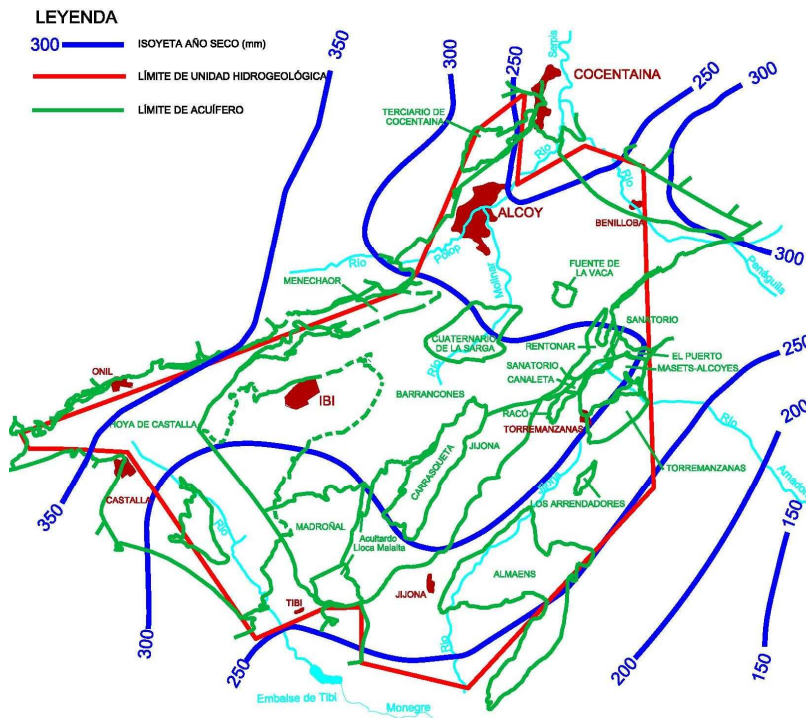 LEYENDA
300 ISOYETA AÑO SECO (mm)
LÍMITE DE UNIDAD HIDROGEOLÓGICA
LÍMITE DE ACUÍFERO
350
300
250
Serpis
COCENTAINA
250
300
TERCIARIO DE
COCENTAINA
Río
Río
ALCOY
BENILLOBA
Río
Polop
Molinar
300
Penáguila
MENECHAOR
FUENTE DE
LA VACA
CUATERNARIO
DE LA SARGA
SANATORIO
RENTONAR
250
EL PUERTO
ONIL
SANATORIO
MASETS-ALCOYES
Río
CANALETA
IBI
BARRANCONES
200
RACÓ
Río
HOYA DE CASTALLA
TORREMANZANAS
JIJONA
CARRASQUETA
TORREMANZANAS
Amador
CASTALLA
350
LOS ARRENDADORES
150
Río
MADROÑAL
Acuitardo
Lloca Malalta
ALMAENS
JIJONA
TIBI
300
Río
250
200
150
Embalse de Tibi
Monegre